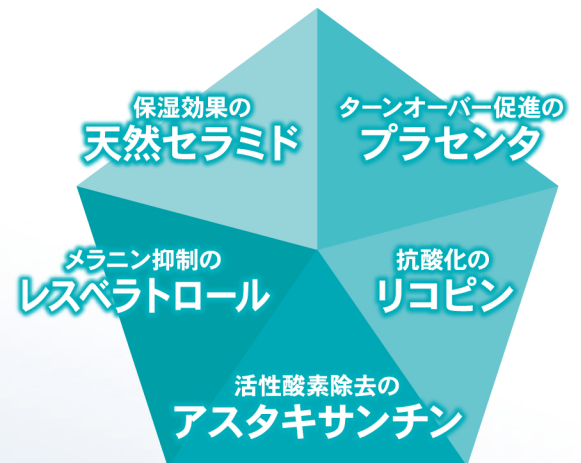 保湿効果の
天然セラミド
ターンオーバー促進の
プラセンタ
メラニン抑制の
レスベラトロール
抗酸化の
リコピン
活性酸素除去の
アスタキサンチン